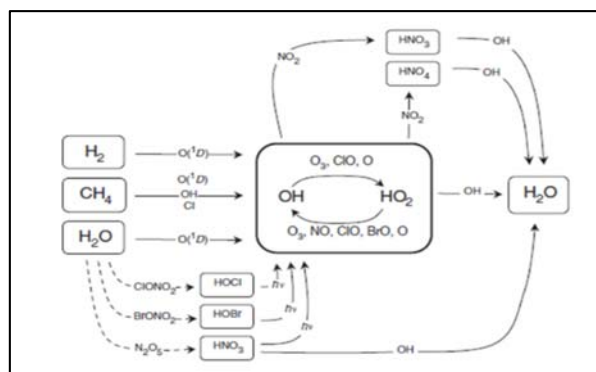 HNO₃
OH
NO₂
HNO₄
OH
NO₂
H₂
O(¹D)
O₃, ClO, O
CH₄
O(¹D)
OH
Cl
OH
HO₂
OH
H₂O
O₃, NO, ClO, BrO, O
H₂O
O(¹D)
ClONO₂
HOCl
hν
BrONO₂
HOBr
hν
N₂O₅
HNO₃
hν
OH